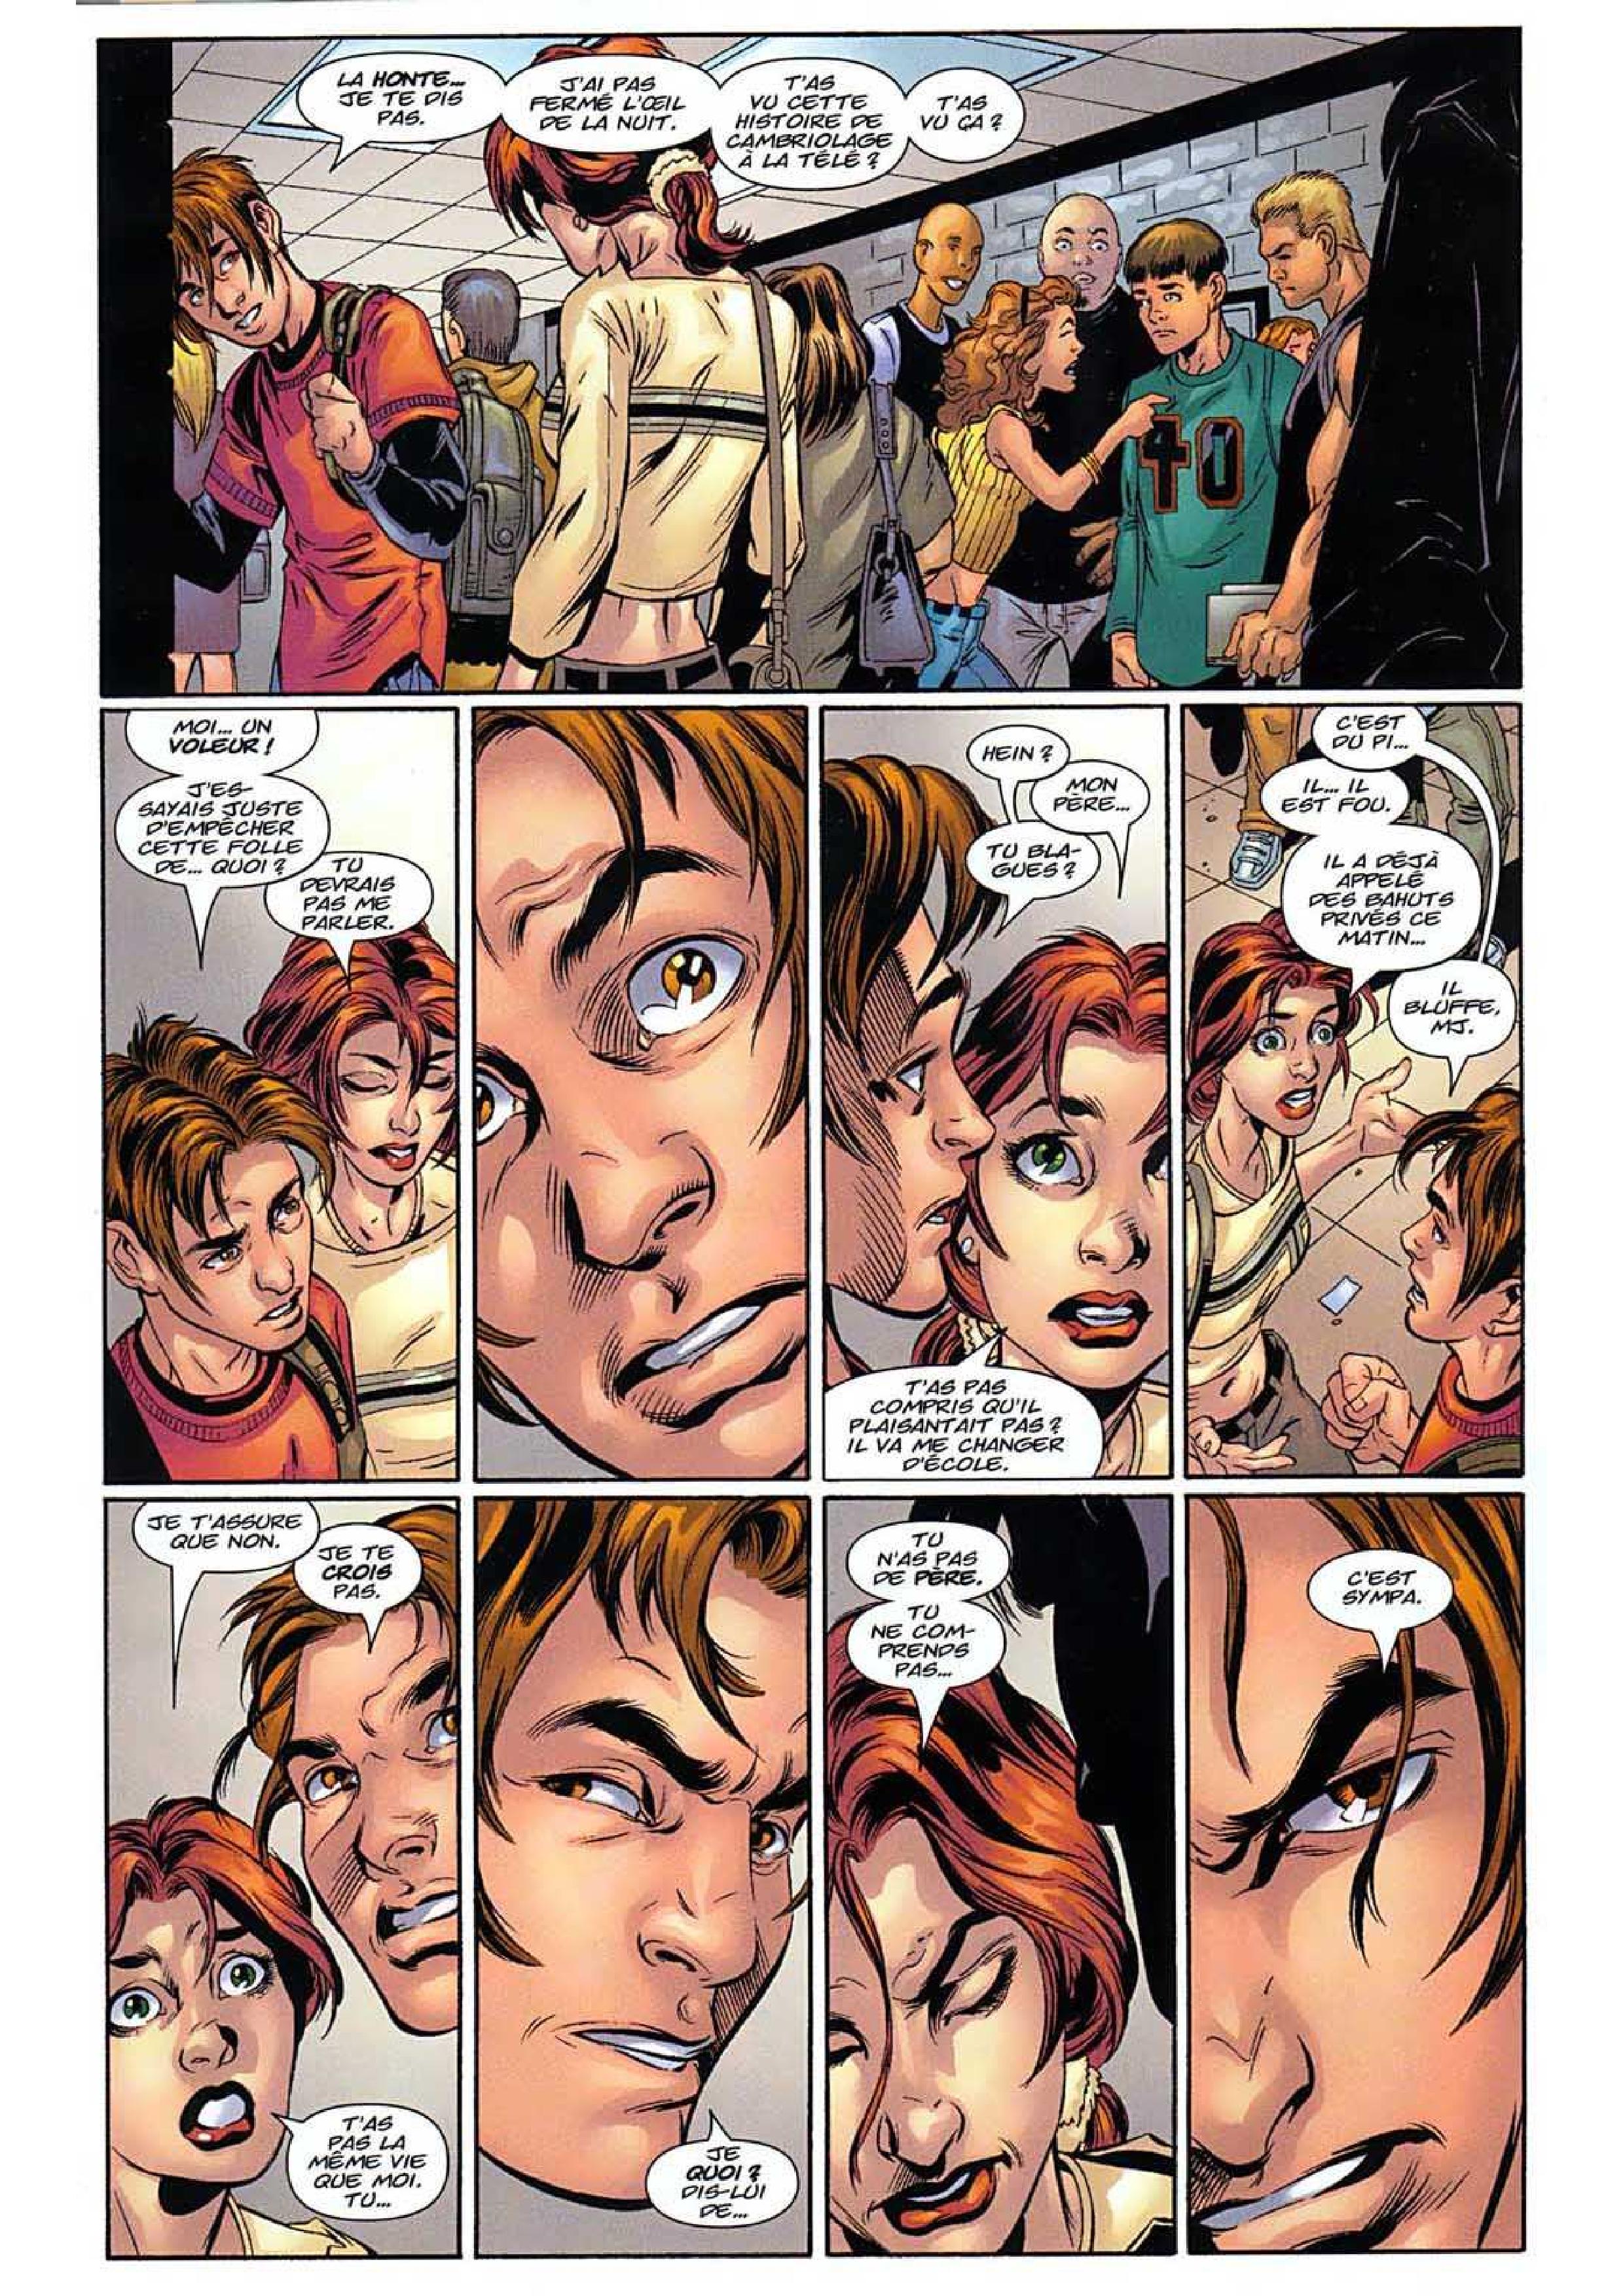 LA HONTE...
JE TE DIS
PAS.
J'AI PAS
FERMÉ L'ŒIL
DE LA NUIT.
T'AS
VU CETTE
HISTOIRE DE
CAMBRIOLAGE
À LA TÉLÉ ?
T'AS
VU ÇA ?
40
MOI... UN
VOLEUR !
J'ES-
SAYAIS JUSTE
D'EMPÊCHER
CETTE FOLLE
DE... QUOI ?
TU
DEVRAIS
PAS ME
PARLER.
HEIN ?
MON
PÈRE...
TU BLA-
GUES ?
T'AS PAS
COMPRIS QU'IL
PLAISANTAIT PAS ?
IL VA ME CHANGER
D'ÉCOLE.
C'EST
DU PI...
IL... IL
EST FOU.
IL A DÉJÀ
APPELÉ
DES BAHUTS
PRIVÉS CE
MATIN...
IL
BLUFFE,
MJ.
JE T'ASSURE
QUE NON.
JE TE
CROIS
PAS.
T'AS
PAS LA
MÊME VIE
QUE MOI.
TU...
JE
QUOI ?
DIS-LUI
DE...
TU
N'AS PAS
DE PÈRE.
TU
NE COM-
PRENDS
PAS...
C'EST
SYMPA.